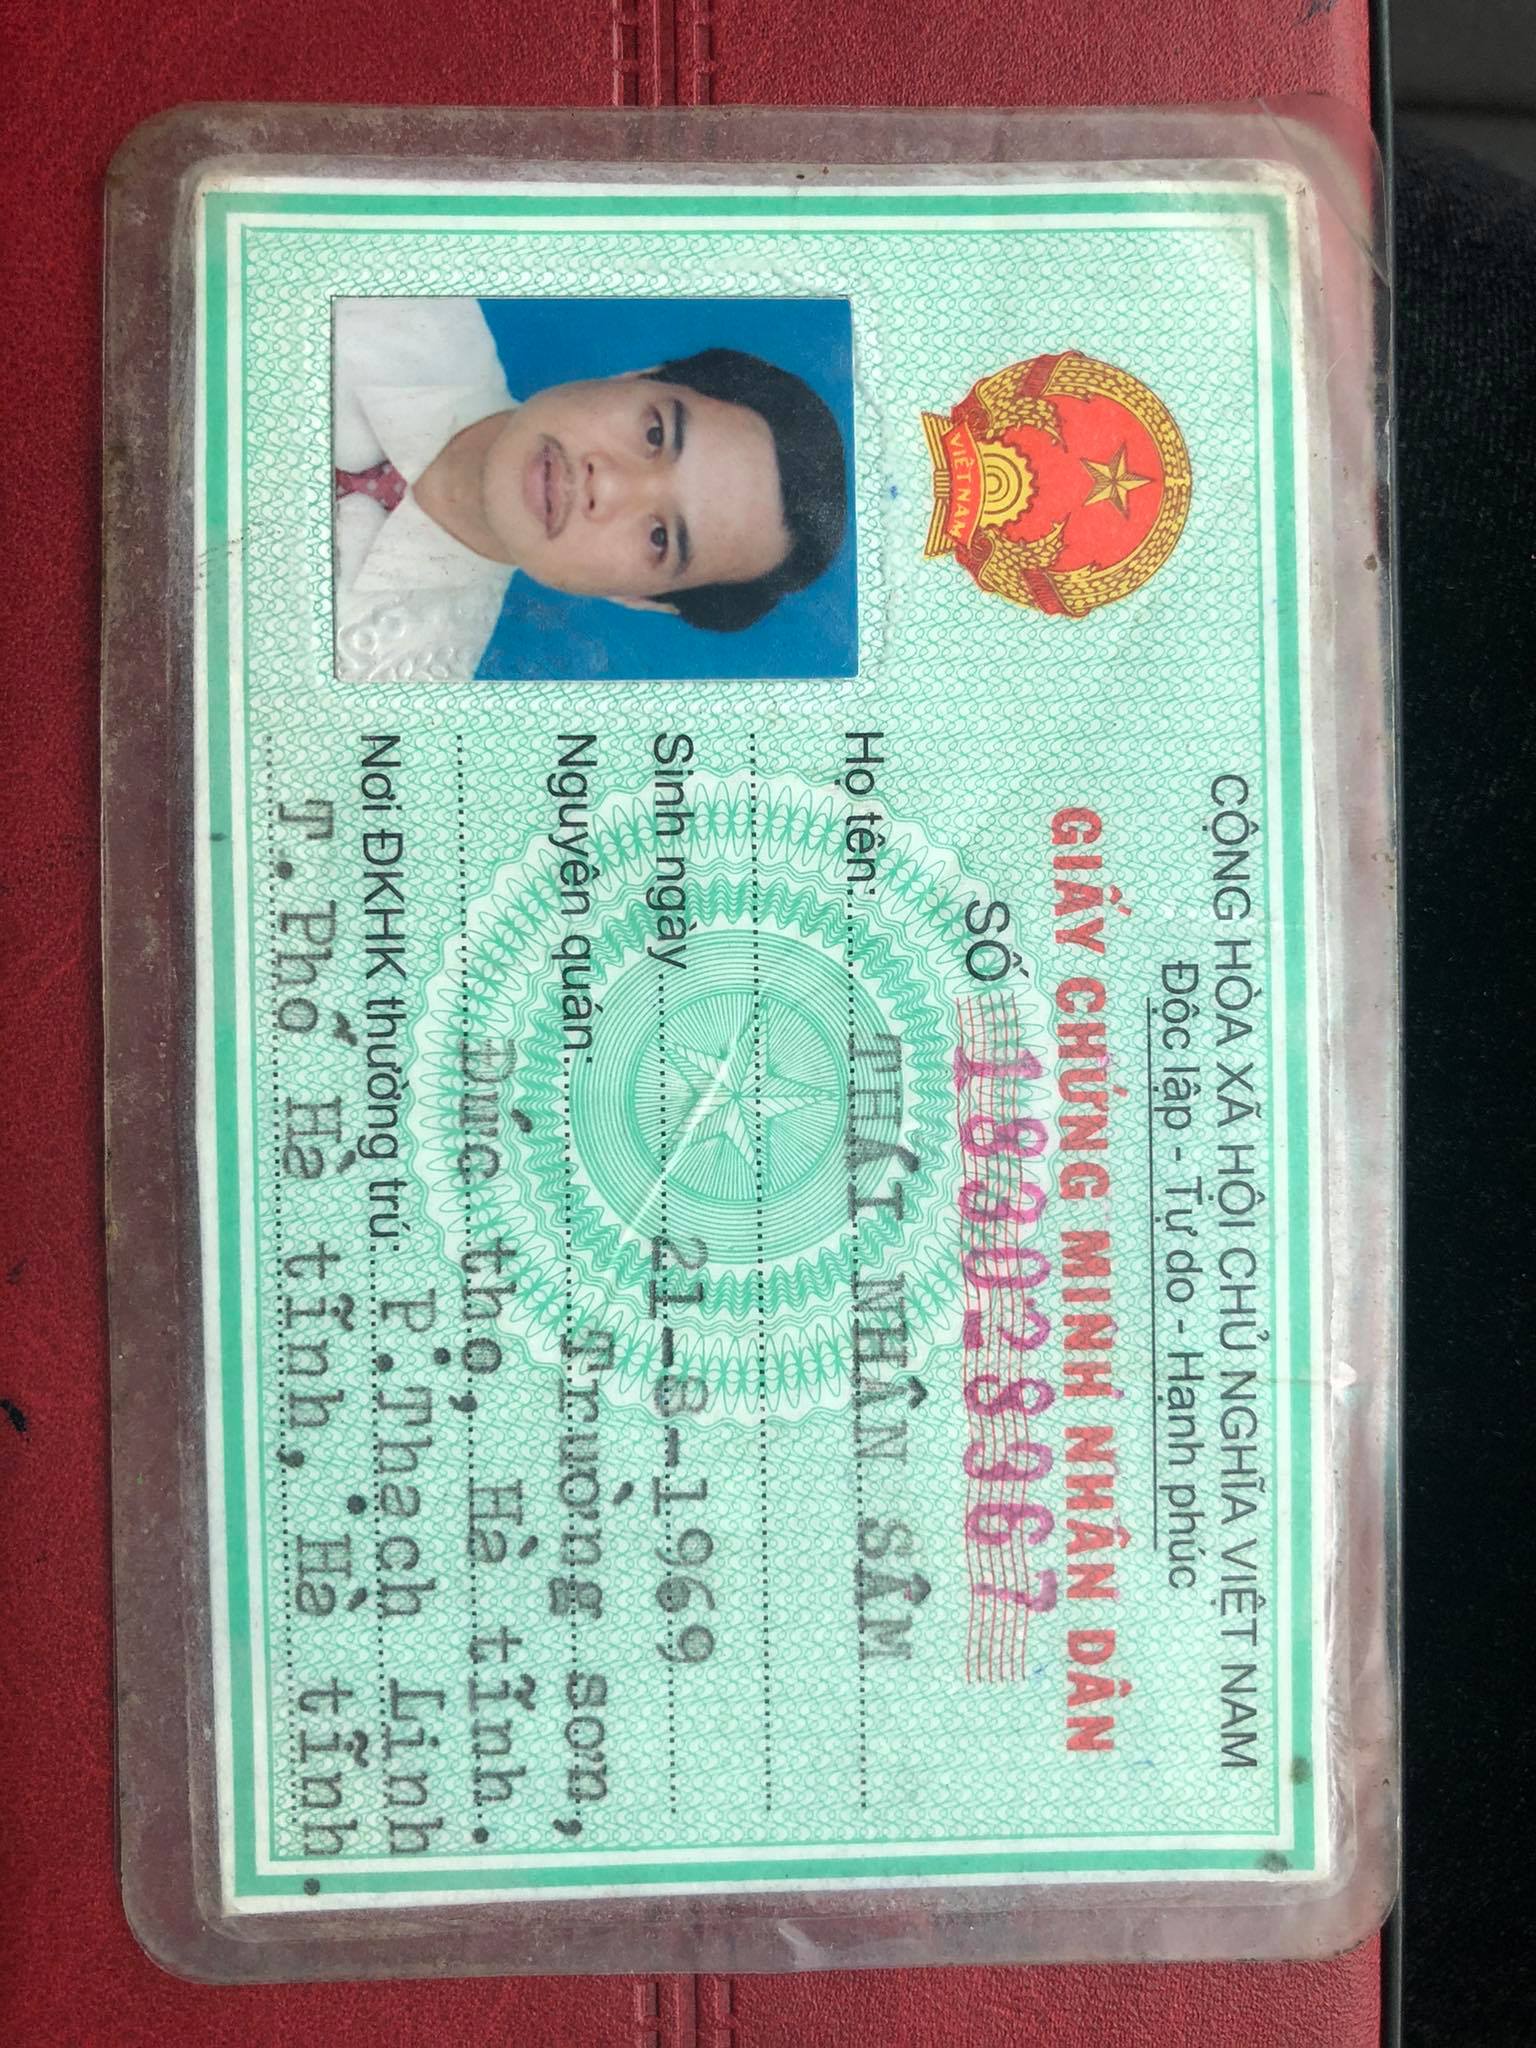 CỘNG HÒA XÃ HỘI CHỦ NGHĨA VIỆT NAM
Độc lập - Tự do - Hạnh phúc
GIẤY CHỨNG MINH NHÂN DÂN
SỐ 183028967
VIỆT NAM
Họ tên: THÁI NHÂN SÂM
Sinh ngày 21-8-1969
Nguyên quán: Trường sơn,
Đức thọ, Hà tĩnh.
Nơi ĐKHK thường trú: P.Thạch Linh
T.Phố Hà tĩnh, Hà tĩnh